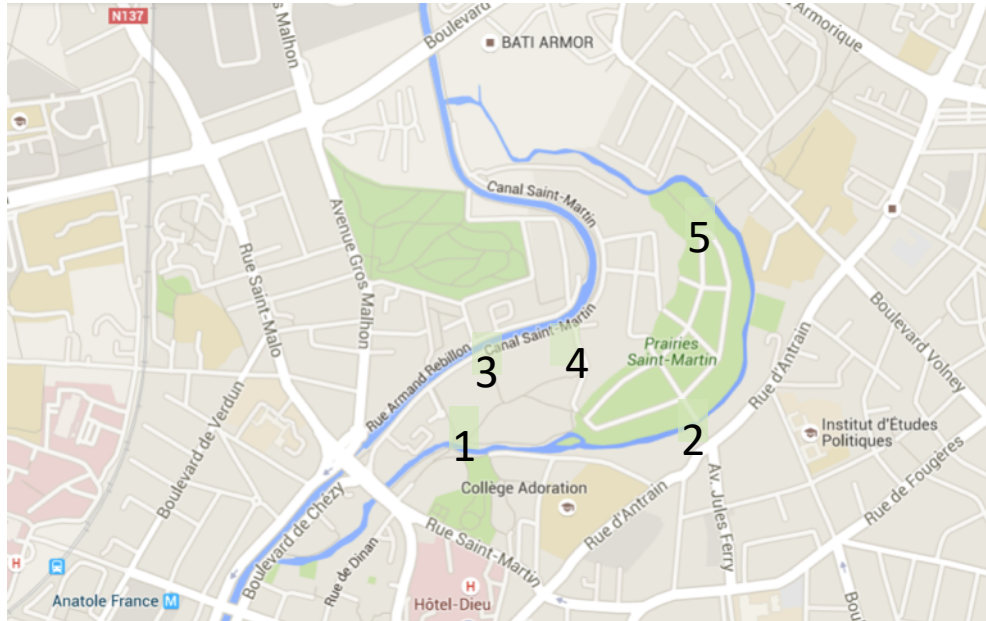 N137
s Malhon
Boulevard
BATI ARMOR
Armorique
Canal Saint-Martin
Avenue Gros Malhon
Rue Saint-Malo
5
Boulevard Volney
Prairies
Saint-Martin
Canal Saint-Martin
Rue Armand Rebillon
3
4
Rue d'Antrain
Boulevard de Verdun
1
2
Institut d'Études
Politiques
Collège Adoration
Av. Jules Ferry
Rue de Fougères
Boulevard de Chézy
Rue Saint-Martin
Rue d'Antrain
Rue de Dinan
H
H
Anatole France M
Hôtel-Dieu
Bou